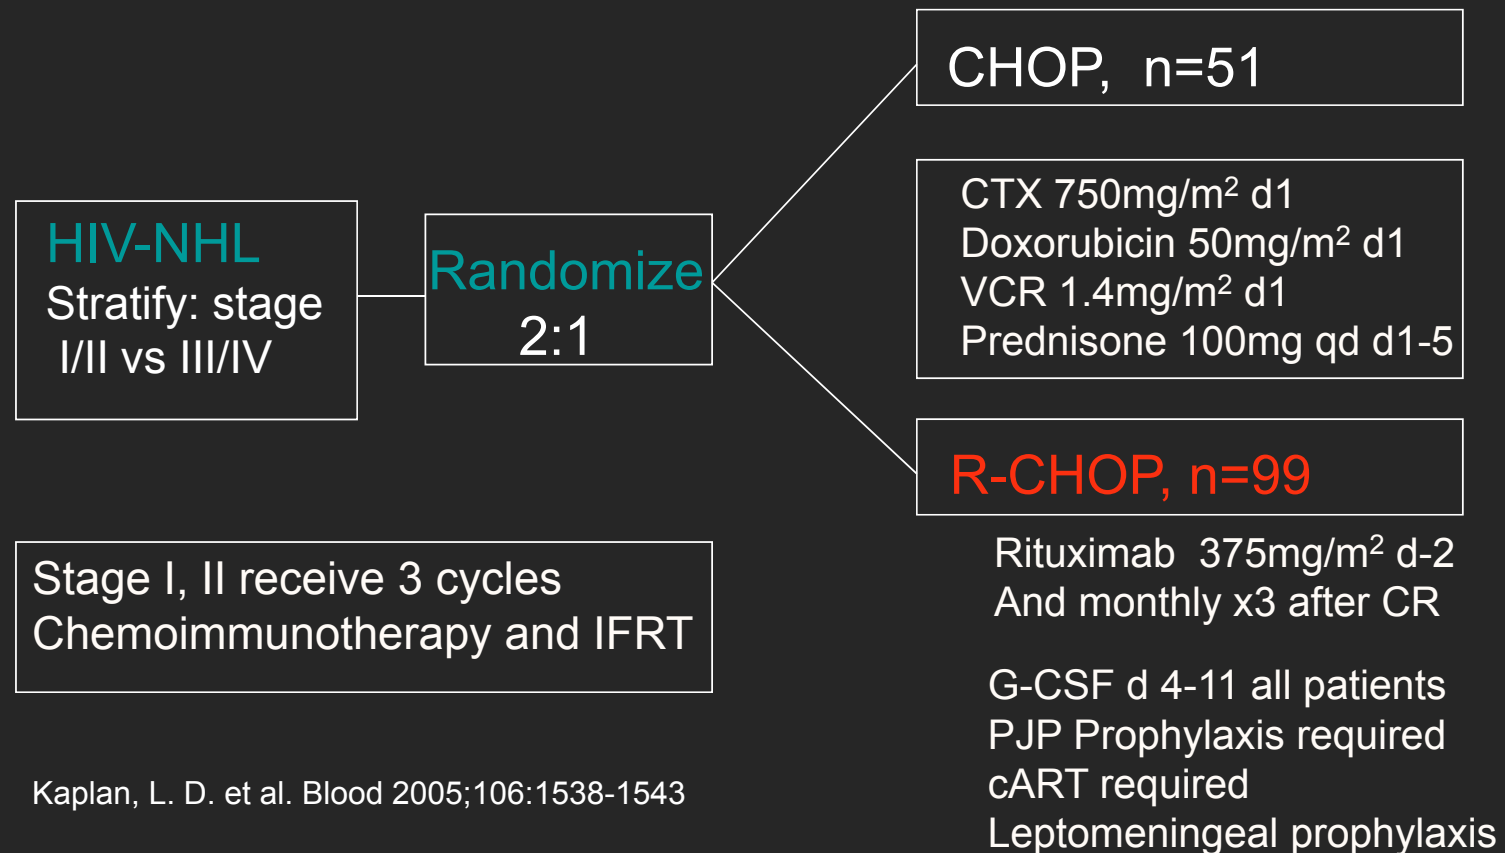 HIV-NHL
Stratify: stage
I/II vs III/IV
Randomize
2:1
CHOP, n=51
CTX 750mg/m² d1
Doxorubicin 50mg/m² d1
VCR 1.4mg/m² d1
Prednisone 100mg qd d1-5
R-CHOP, n=99
Rituximab 375mg/m² d-2
And monthly x3 after CR
G-CSF d 4-11 all patients
PJP Prophylaxis required
cART required
Leptomeningeal prophylaxis
Stage I, II receive 3 cycles
Chemoimmunotherapy and IFRT
Kaplan, L. D. et al. Blood 2005;106:1538-1543